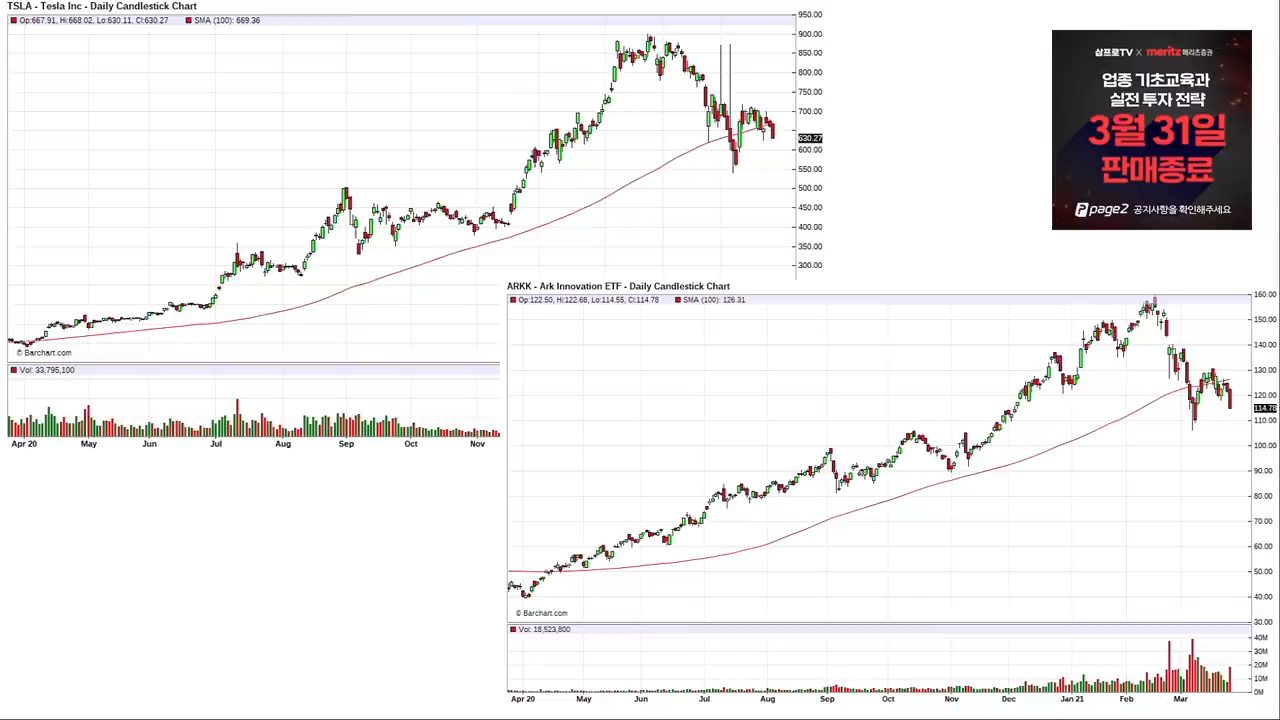 TSLA - Tesla Inc - Daily Candlestick Chart
Op:667.91, Hi:668.02, Lo:630.11, Cl:630.27 SMA (100): 669.36
950.00
900.00
850.00
800.00
750.00
700.00
630.27
600.00
550.00
500.00
450.00
400.00
350.00
300.00
© Barchart.com
Vol: 33,795,100
Apr 20 May Jun Jul Aug Sep Oct Nov
삼프로TV X meritz 메리츠증권
업종 기초교육과
실전 투자 전략
3월 31일
판매종료
page2 공지사항을 확인해주세요
ARKK - Ark Innovation ETF - Daily Candlestick Chart
Op:122.50, Hi:122.68, Lo:114.55, Cl:114.78 SMA (100): 126.31
160.00
150.00
140.00
130.00
120.00
114.78
110.00
100.00
90.00
80.00
70.00
60.00
50.00
40.00
30.00
© Barchart.com
Vol: 18,523,800
40M
30M
20M
10M
0M
Apr 20 May Jun Jul Aug Sep Oct Nov Dec Jan 21 Feb Mar